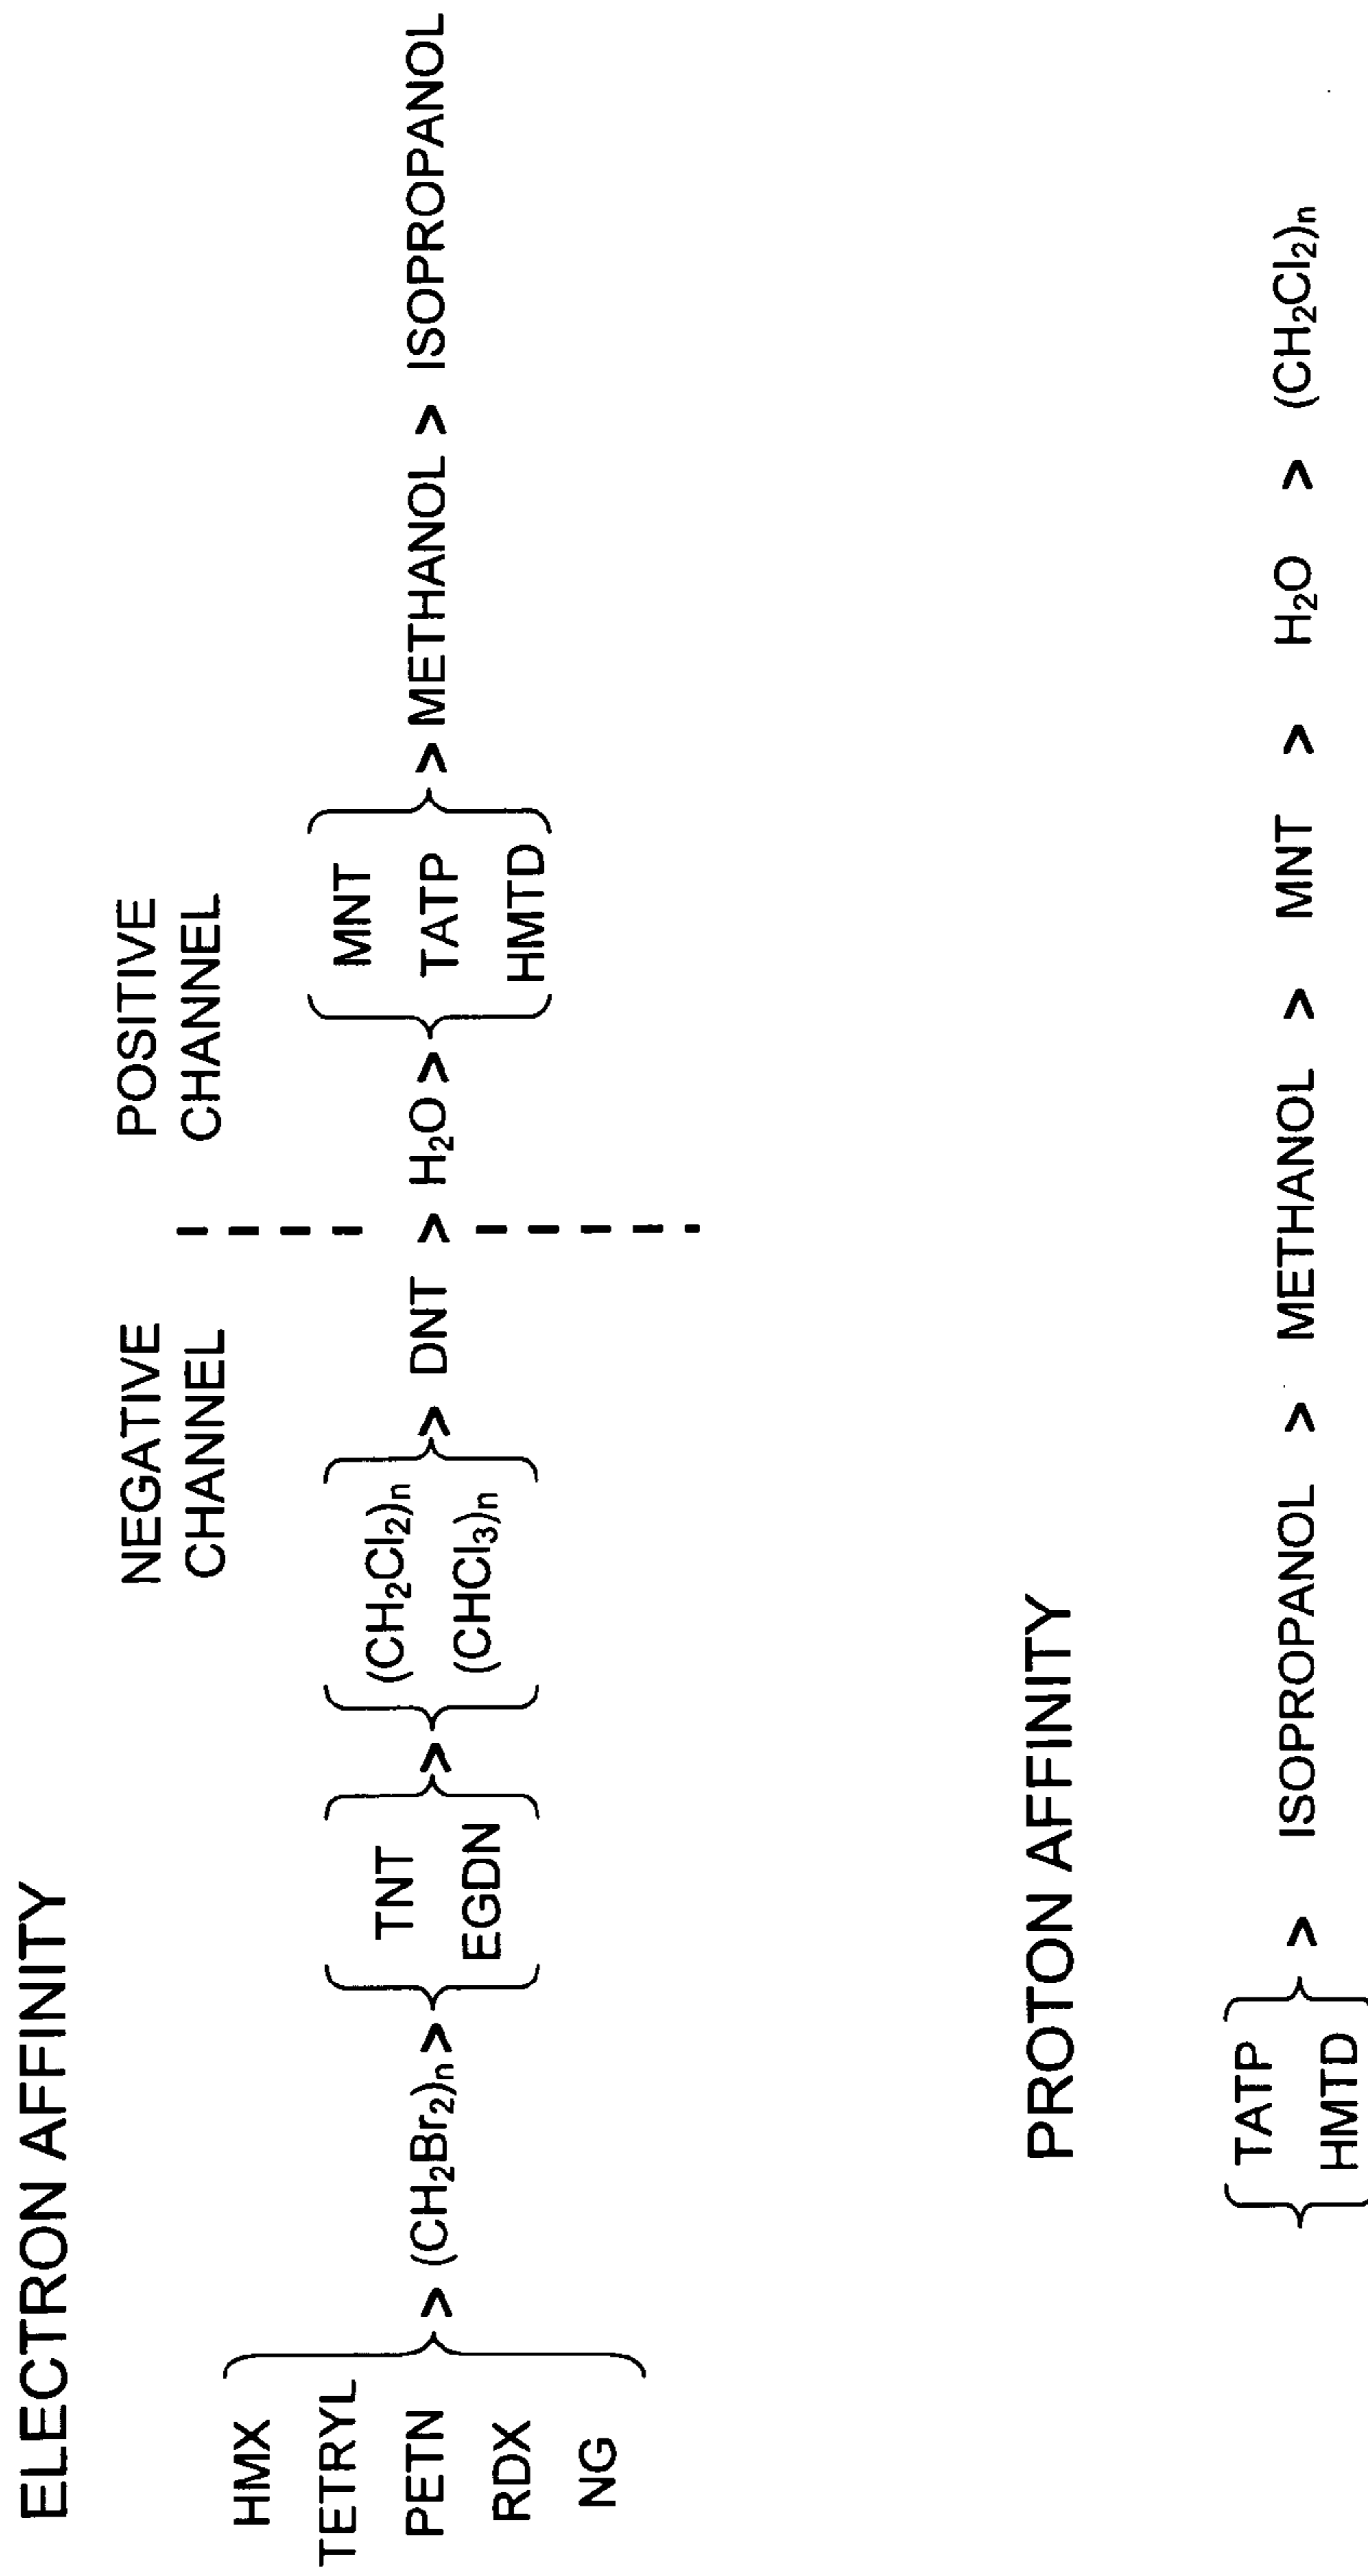 ELECTRON AFFINITY
NEGATIVE
CHANNEL
POSITIVE
CHANNEL
HMX
TETRYL
PETN
RDX
NG
> (CH₂Br₂)ₙ >
TNT
EGDN
>
(CH₂Cl₂)ₙ
(CHCl₃)ₙ
> DNT > H₂O >
MNT
TATP
HMTD
> METHANOL > ISOPROPANOL
PROTON AFFINITY
TATP
HMTD
> ISOPROPANOL > METHANOL > MNT > H₂O > (CH₂Cl₂)ₙ